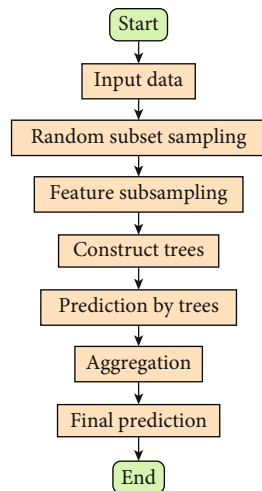 Start
Input data
Random subset sampling
Feature subsampling
Construct trees
Prediction by trees
Aggregation
Final prediction
End